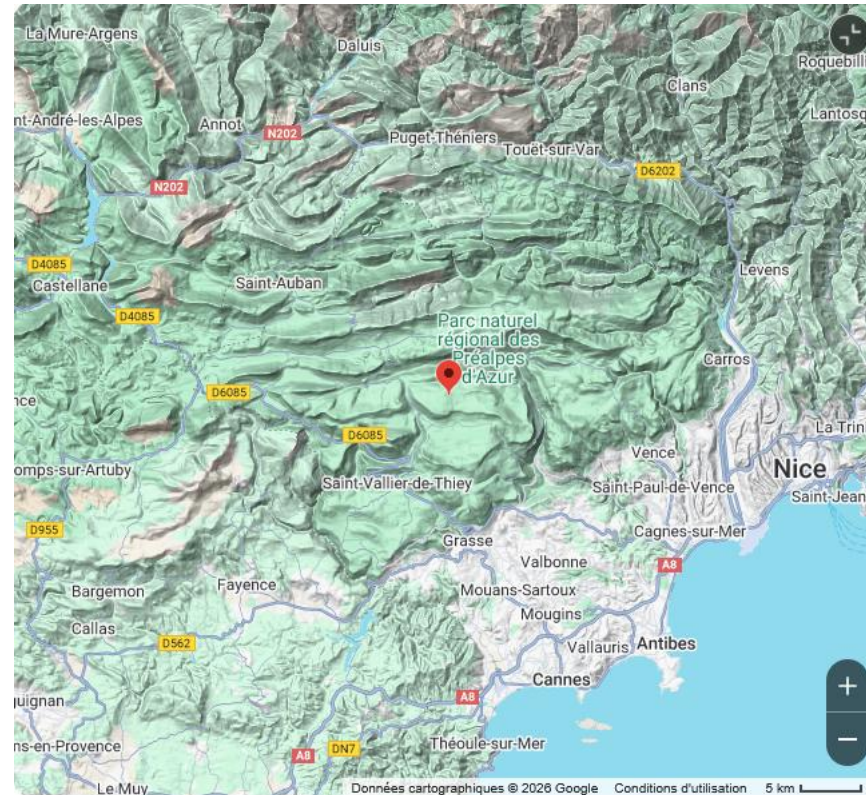 La Mure-Argens
Daluis
Roquebill
Clans
nt-André-les-Alpes
Annot
Lantosq
N202
Puget-Théniers
Touët-sur-Var
D6202
N202
D4085
Castellane
Saint-Auban
Levens
D4085
Parc naturel
régional des
Préalpes
d'Azur
Carros
D6085
nce
D6085
La Trin
Vence
omps-sur-Artuby
Nice
Saint-Vallier-de-Thiey
Saint-Paul-de-Vence
Saint-Jean
D955
Grasse
Cagnes-sur-Mer
Valbonne
A8
Fayence
Bargemon
Mouans-Sartoux
Mougins
Callas
D562
Vallauris
Antibes
Cannes
guignan
A8
ns-en-Provence
A8
DN7
Théoule-sur-Mer
Le Muy
Données cartographiques © 2026 Google Conditions d'utilisation 5 km